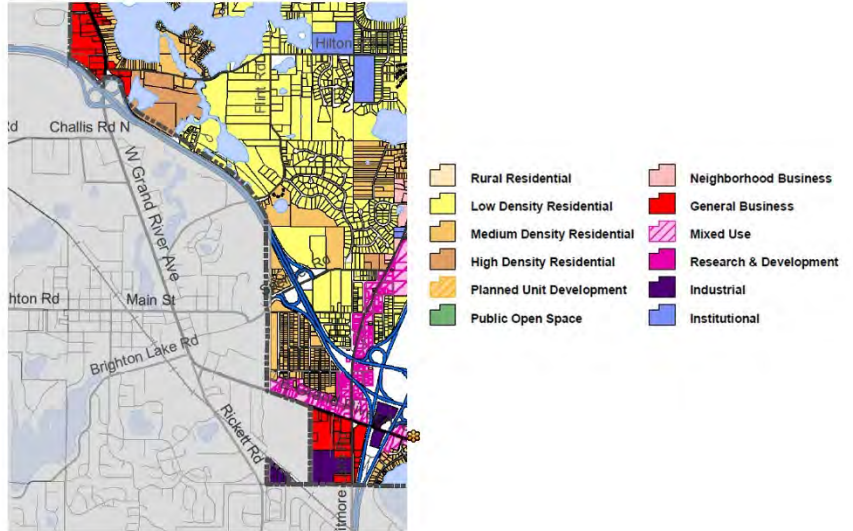 Hilton
Flint Rd
Rd
Challis Rd N
W Grand River Ave
Rd
hton Rd
Main St
Brighton Lake Rd
Rickett Rd
itmore
Rural Residential
Low Density Residential
Medium Density Residential
High Density Residential
Planned Unit Development
Public Open Space
Neighborhood Business
General Business
Mixed Use
Research & Development
Industrial
Institutional